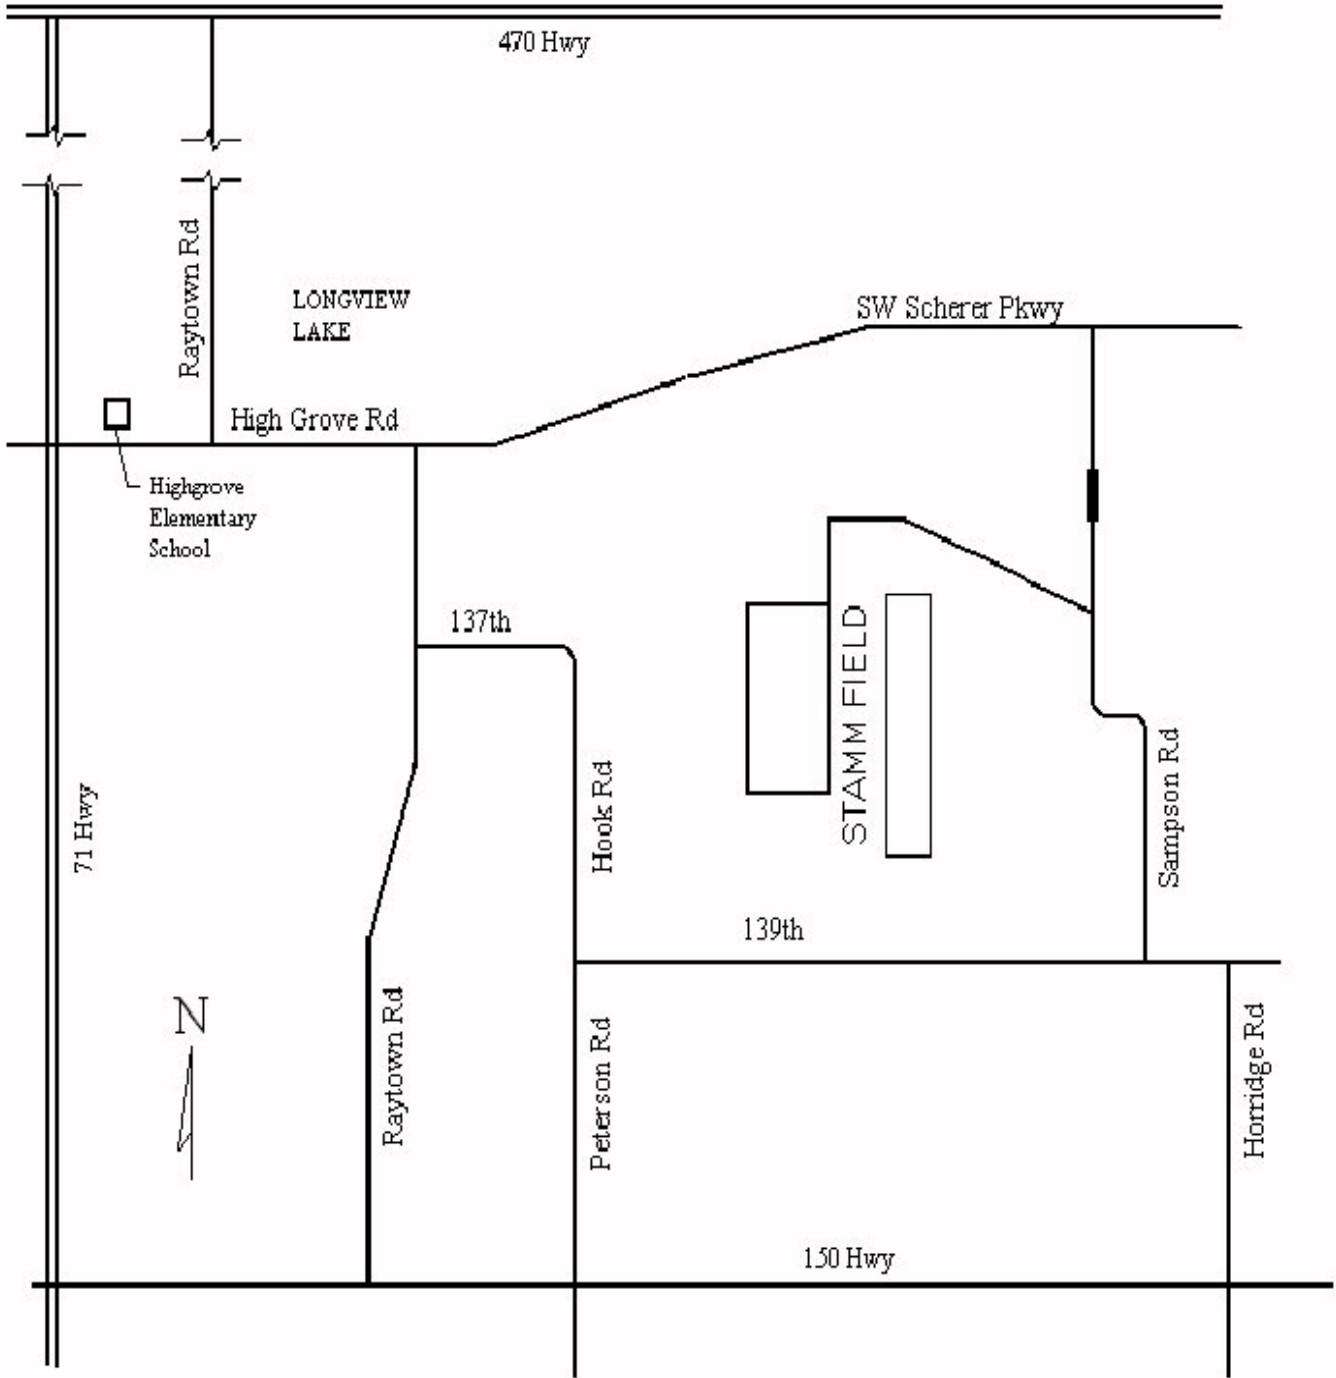 470 Hwy
Raytown Rd
LONGVIEW
LAKE
SW Scherer Pkwy
High Grove Rd
Highgrove
Elementary
School
137th
STAMM FIELD
71 Hwy
Hook Rd
Sampson Rd
139th
N
Raytown Rd
Peterson Rd
Horridge Rd
150 Hwy